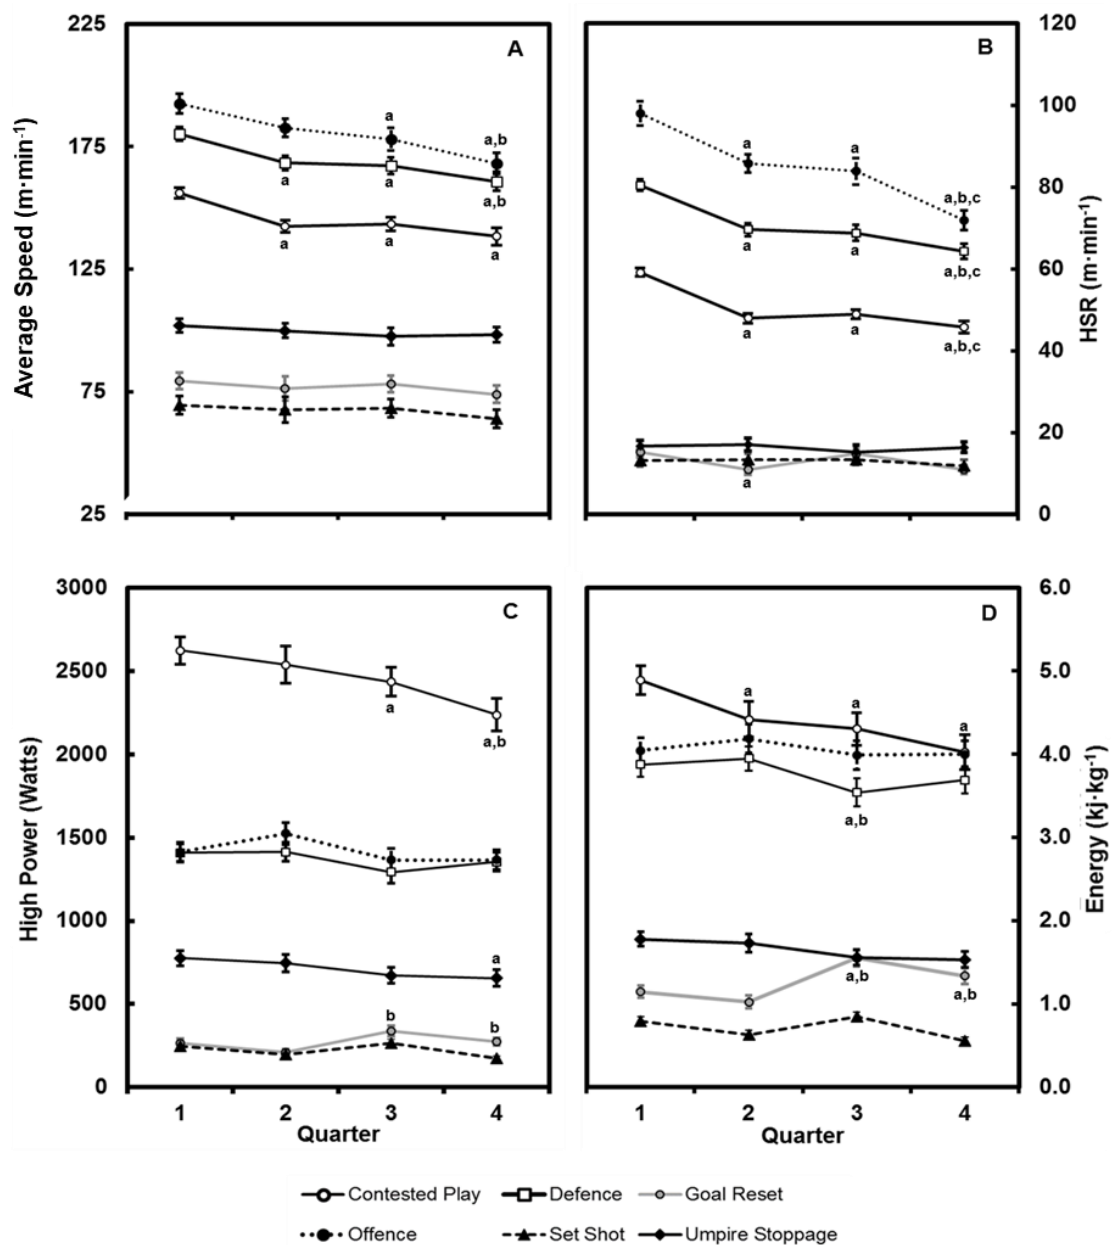 225
175
125
75
25
Average Speed (m·min-1)
A
a
a,b
a
a
a,b
a
a
a
120
100
80
60
40
20
0
HSR (m·min-1)
B
a
a
a,b,c
a
a
a,b,c
a
a
a,b,c
a
3000
2500
2000
1500
1000
500
0
High Power (Watts)
C
a
a,b
a
b
b
1
2
3
4
Quarter
6.0
5.0
4.0
3.0
2.0
1.0
0.0
Energy (kj·kg-1)
D
a
a
a
a,b
a,b
a,b
1
2
3
4
Quarter
Contested Play Defence Goal Reset
Offence Set Shot Umpire Stoppage